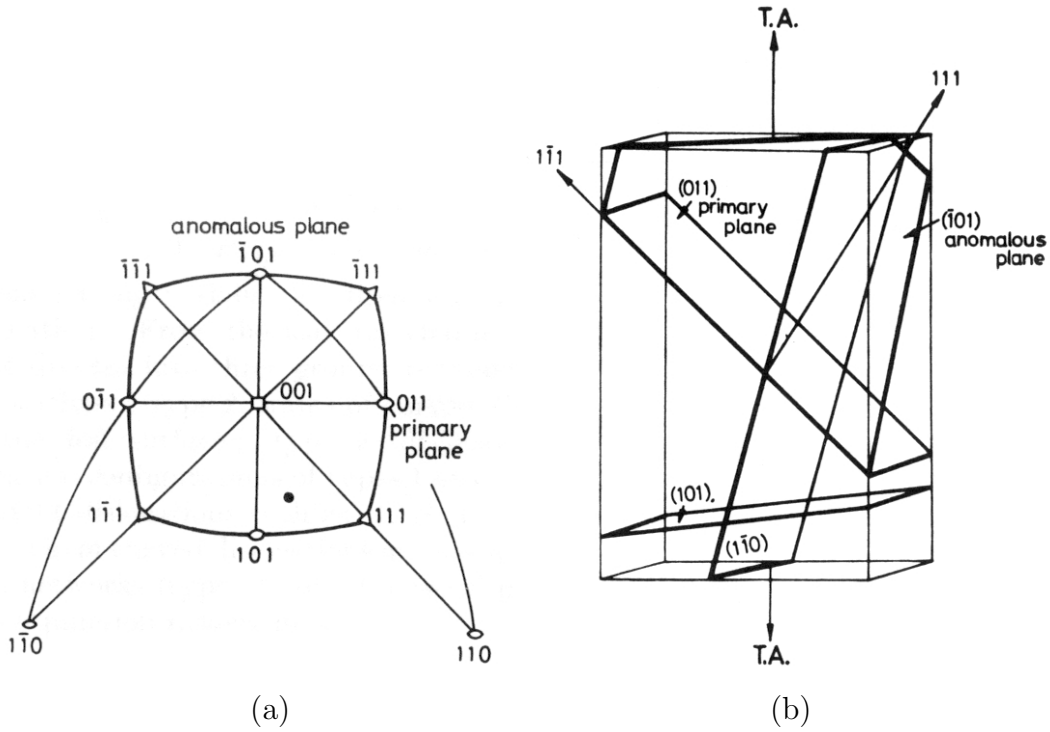 anomalous plane
1̄01
1̄1̄1
1̄11
01̄1
001
011
primary
plane
11̄1
111
101
11̄0
110
(a)
T.A.
111
11̄1
(011)
primary
plane
(1̄01)
anomalous
plane
(101)
(11̄0)
T.A.
(b)